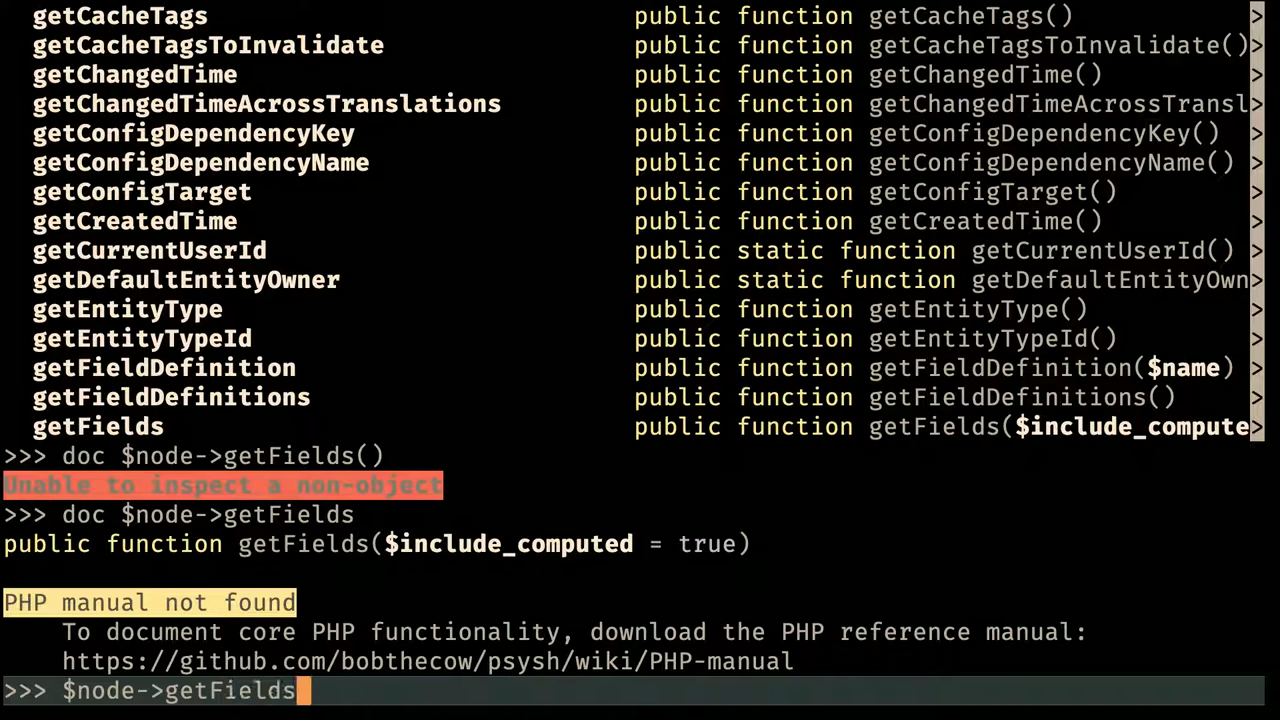 getCacheTags public function getCacheTags() >
getCacheTagsToInvalidate public function getCacheTagsToInvalidate()>
getChangedTime public function getChangedTime() >
getChangedTimeAcrossTranslations public function getChangedTimeAcrossTransl>
getConfigDependencyKey public function getConfigDependencyKey() >
getConfigDependencyName public function getConfigDependencyName() >
getConfigTarget public function getConfigTarget() >
getCreatedTime public function getCreatedTime() >
getCurrentUserId public static function getCurrentUserId() >
getDefaultEntityOwner public static function getDefaultEntityOwn>
getEntityType public function getEntityType() >
getEntityTypeId public function getEntityTypeId() >
getFieldDefinition public function getFieldDefinition($name) >
getFieldDefinitions public function getFieldDefinitions() >
getFields public function getFields($include_compute>
>>> doc $node->getFields()
Unable to inspect a non-object
>>> doc $node->getFields
public function getFields($include_computed = true)
PHP manual not found
To document core PHP functionality, download the PHP reference manual:
https://github.com/bobthecow/psysh/wiki/PHP-manual
>>> $node->getFields